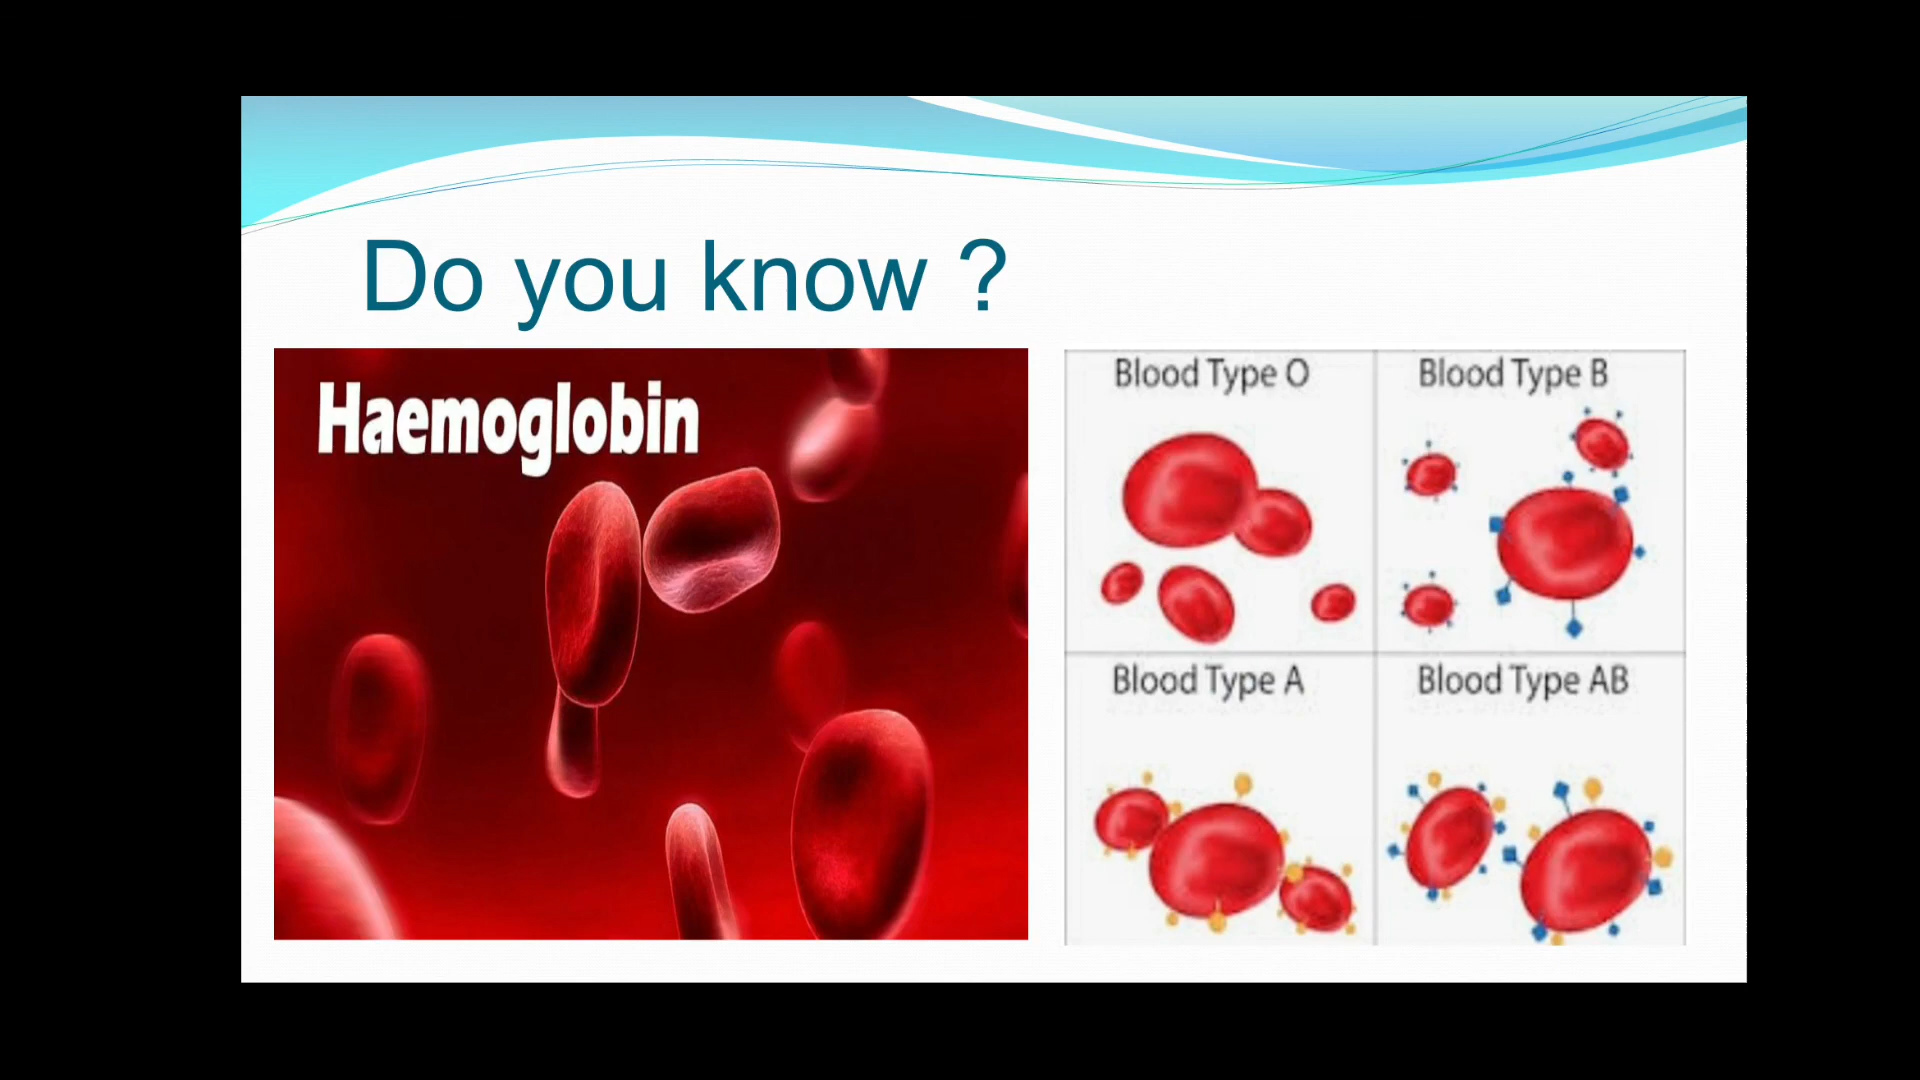 Do you know ?
Haemoglobin
Blood Type O
Blood Type B
Blood Type A
Blood Type AB